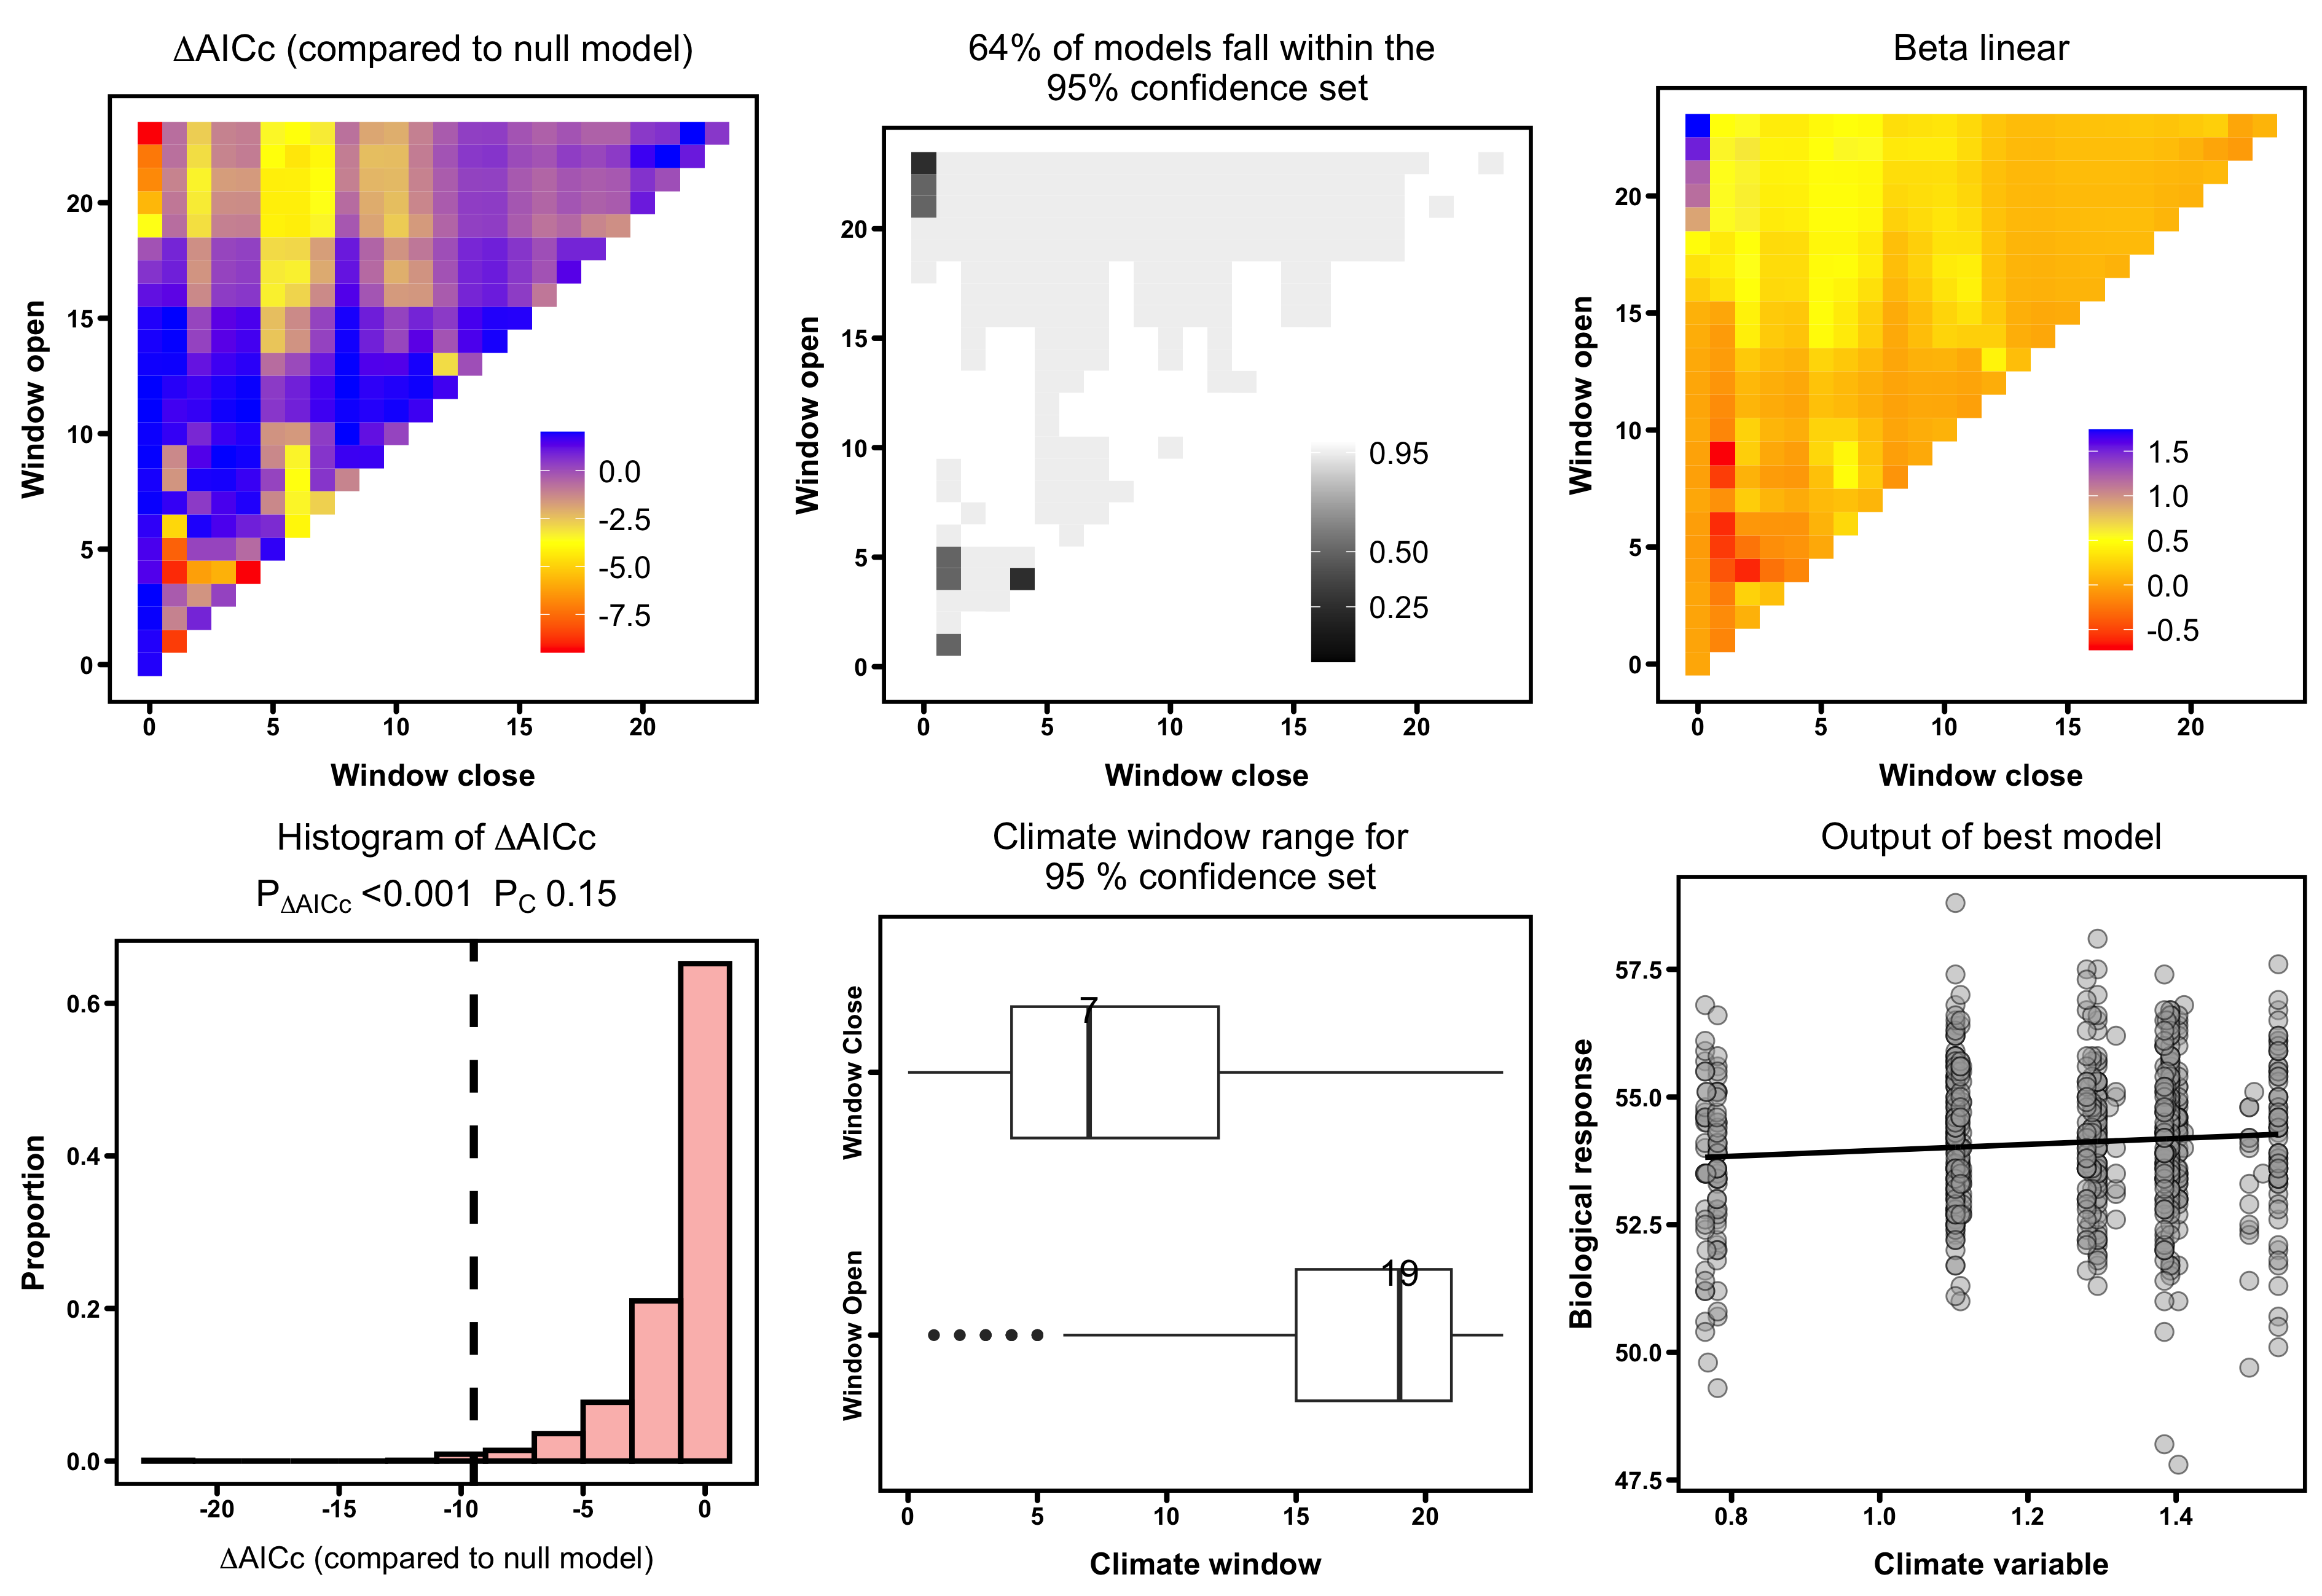 ΔAICc (compared to null model)
Window open
20
15
10
5
0
0.0
-2.5
-5.0
-7.5
0 5 10 15 20
Window close
64% of models fall within the
95% confidence set
Window open
20
15
10
5
0
0.95
0.50
0.25
0 5 10 15 20
Window close
Beta linear
Window open
20
15
10
5
0
1.5
1.0
0.5
0.0
-0.5
0 5 10 15 20
Window close
Histogram of ΔAICc
PΔAICc <0.001 PC 0.15
Proportion
0.6
0.4
0.2
0.0
-20 -15 -10 -5 0
ΔAICc (compared to null model)
Climate window range for
95 % confidence set
Window Close
7
Window Open
19
0 5 10 15 20
Climate window
Output of best model
Biological response
57.5
55.0
52.5
50.0
47.5
0.8 1.0 1.2 1.4
Climate variable